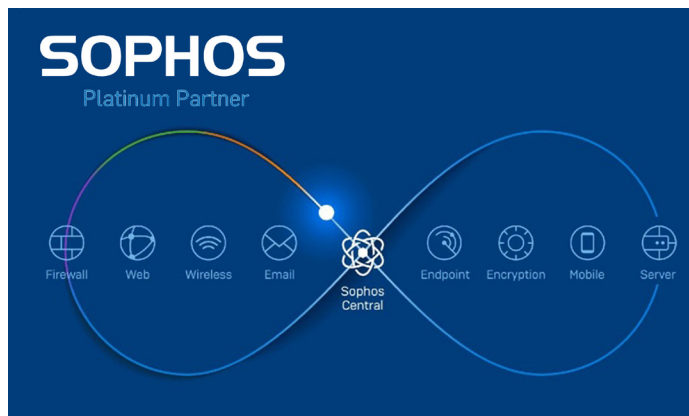 SOPHOS
Platinum Partner
Firewall
Web
Wireless
Email
Sophos
Central
Endpoint
Encryption
Mobile
Server